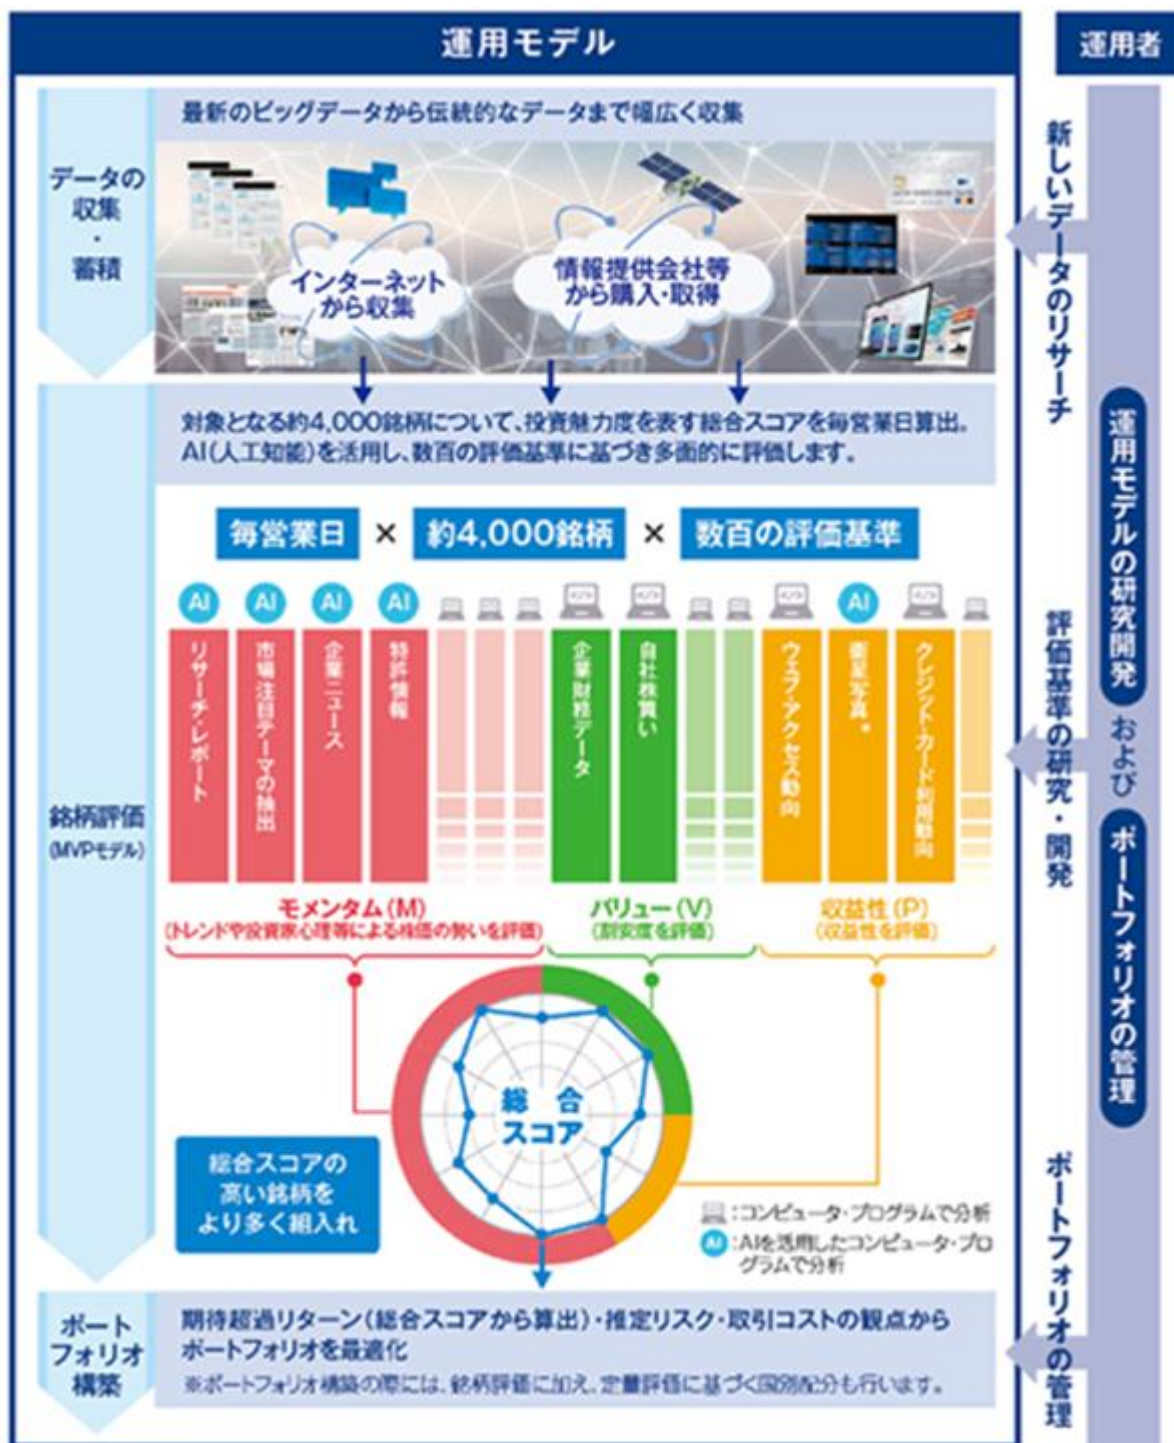 運用モデル
運用者
データの
収集
・
蓄積
最新のビッグデータから伝統的なデータまで幅広く収集
インターネット
から収集
情報提供会社等
から購入・取得
新しいデータのリサーチ
銘柄評価
(MVPモデル)
対象となる約4,000銘柄について、投資魅力度を表す総合スコアを毎営業日算出。
AI(人工知能)を活用し、数百の評価基準に基づき多面的に評価します。
毎営業日 × 約4,000銘柄 × 数百の評価基準
AI AI AI AI AI
リサーチ・レポート
市場注目テーマの抽出
企業ニュース
特許情報
企業財務データ
自社株買い
ウェブ・アクセス動向
衛星写真*
クレジット・カード利用動向
モメンタム(M)
(トレンドや投資家心理等による株価の勢いを評価)
バリュー(V)
(割安度を評価)
収益性(P)
(収益性を評価)
評価基準の研究・開発
総合
スコア
総合スコアの
高い銘柄を
より多く組入れ
:コンピュータ・プログラムで分析
AI:AIを活用したコンピュータ・プロ
グラムで分析
ポート
フォリオ
構築
期待超過リターン(総合スコアから算出)・推定リスク・取引コストの観点から
ポートフォリオを最適化
※ポートフォリオ構築の際には、銘柄評価に加え、定量評価に基づく国別配分も行います。
ポートフォリオの管理
運用モデルの研究開発
および
ポートフォリオの管理